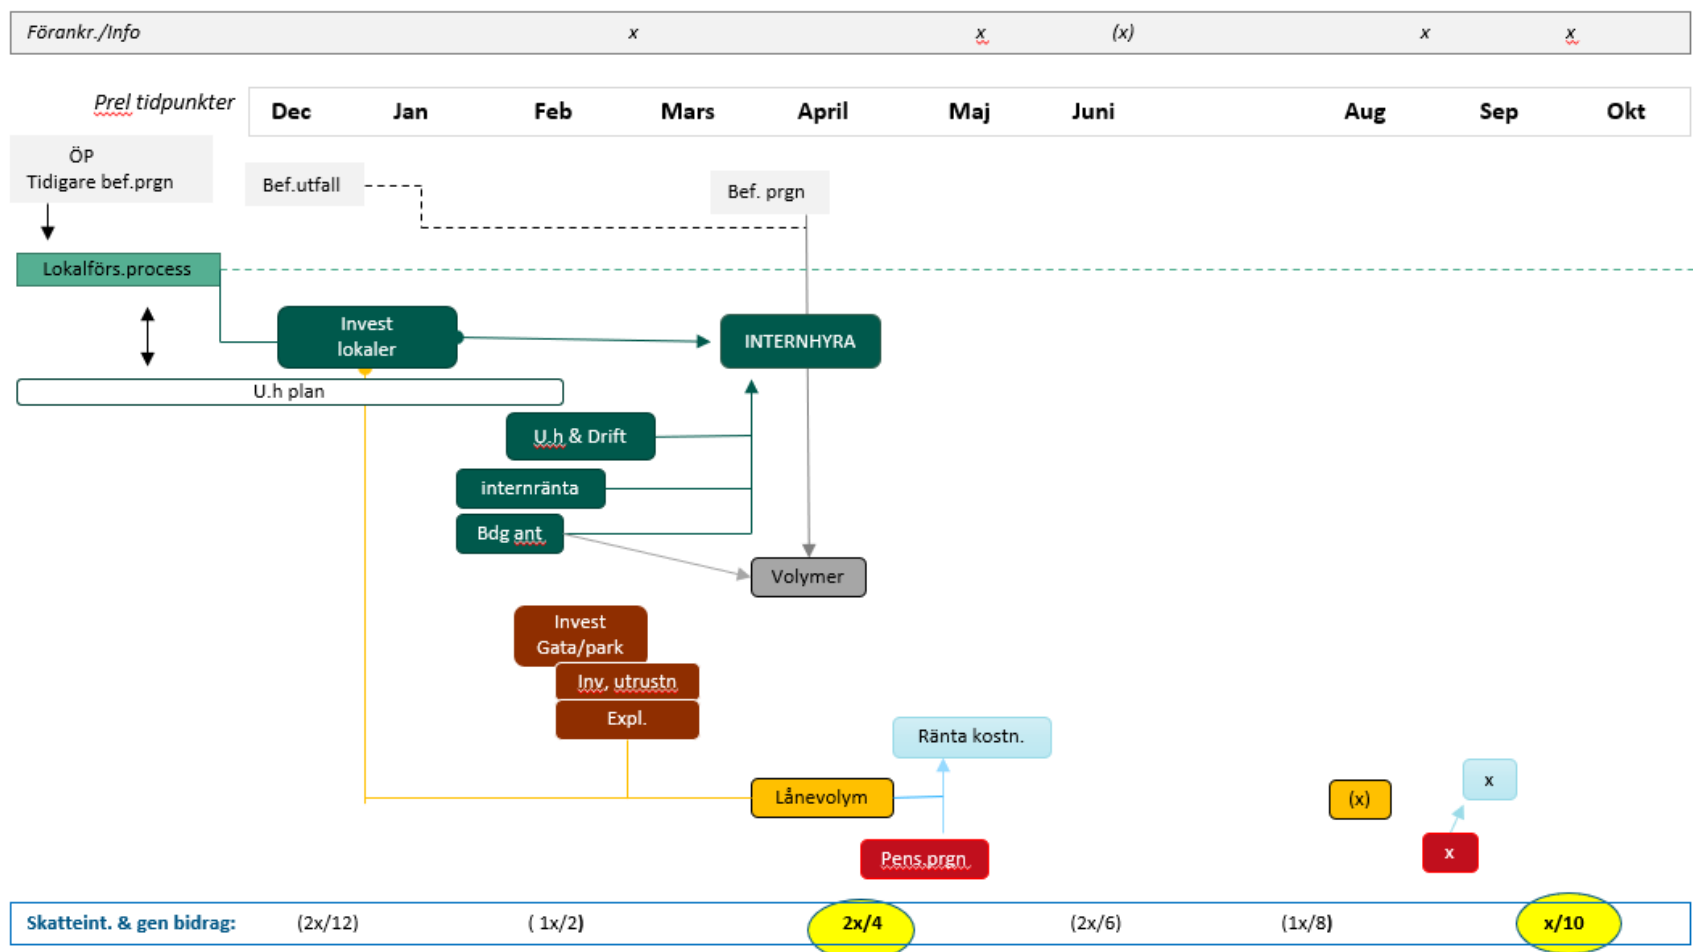 Förankr./Info x x (x) x x
Prel tidpunkter Dec Jan Feb Mars April Maj Juni Aug Sep Okt
ÖP
Tidigare bef.prgn
Bef.utfall
Bef. prgn
Lokalförs.process
Invest
lokaler
INTERNHYRA
U.h plan
U.h & Drift
internränta
Bdg ant
Volymer
Invest
Gata/park
Inv, utrustn
Expl.
Ränta kostn.
Lånevolym
(x)
x
Pens.prgn
x
Skatteint. & gen bidrag: (2x/12) ( 1x/2) 2x/4 (2x/6) (1x/8) x/10